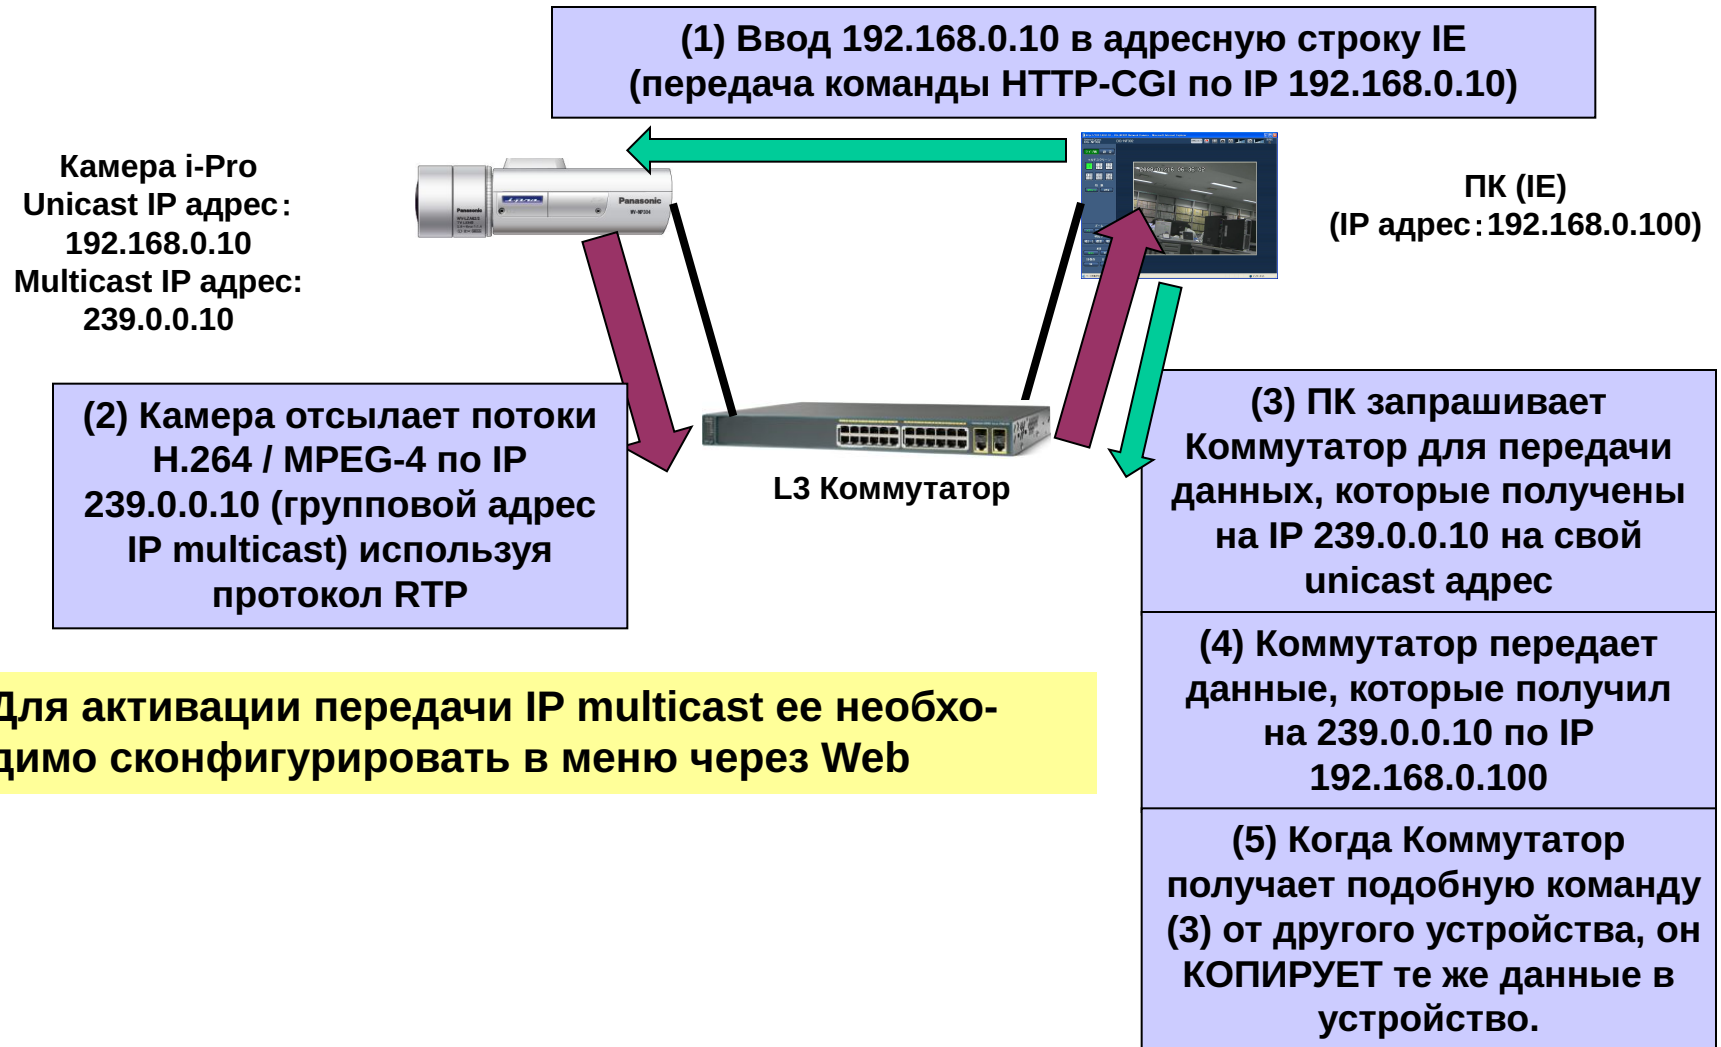 (1) Ввод 192.168.0.10 в адресную строку IE
(передача команды HTTP-CGI по IP 192.168.0.10)
Камера i-Pro
Unicast IP адрес:
192.168.0.10
Multicast IP адрес:
239.0.0.10
Panasonic
Panasonic
WV-NP304
ПК (IE)
(IP адрес:192.168.0.100)
(2) Камера отсылает потоки
H.264 / MPEG-4 по IP
239.0.0.10 (групповой адрес
IP multicast) используя
протокол RTP
L3 Коммутатор
(3) ПК запрашивает
Коммутатор для передачи
данных, которые получены
на IP 239.0.0.10 на свой
unicast адрес
(4) Коммутатор передает
данные, которые получил
на 239.0.0.10 по IP
192.168.0.100
Для активации передачи IP multicast ее необхо-
димо сконфигурировать в меню через Web
(5) Когда Коммутатор
получает подобную команду
(3) от другого устройства, он
КОПИРУЕТ те же данные в
устройство.